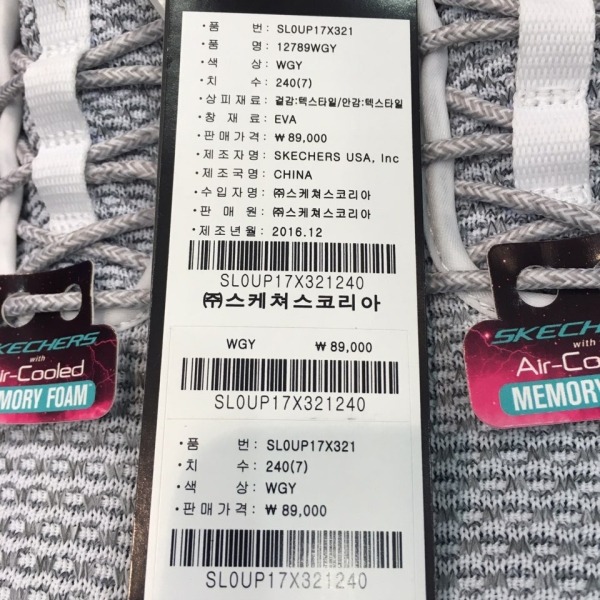 • 품 번 : SL0UP17X321
• 품 명 : 12789WGY
• 색 상 : WGY
• 치 수 : 240(7)
• 상피재료 : 겉감:텍스타일/안감:텍스타일
• 창 재료 : EVA
• 판매가격 : ₩ 89,000
• 제조자명 : SKECHERS USA, Inc
• 제조국명 : CHINA
• 수입자명 : ㈜스케쳐스코리아
• 판 매 원 : ㈜스케쳐스코리아
• 제조년월 : 2016.12
SL0UP17X321240
㈜스케쳐스코리아
WGY ₩ 89,000
SL0UP17X321240
• 품 번 : SL0UP17X321
• 치 수 : 240(7)
• 색 상 : WGY
• 판매가격 : ₩ 89,000
SL0UP17X321240
KECHERS
with
ir-Cooled
MORY FOAM
SKECHERS
with
Air-Coo
MEMORY